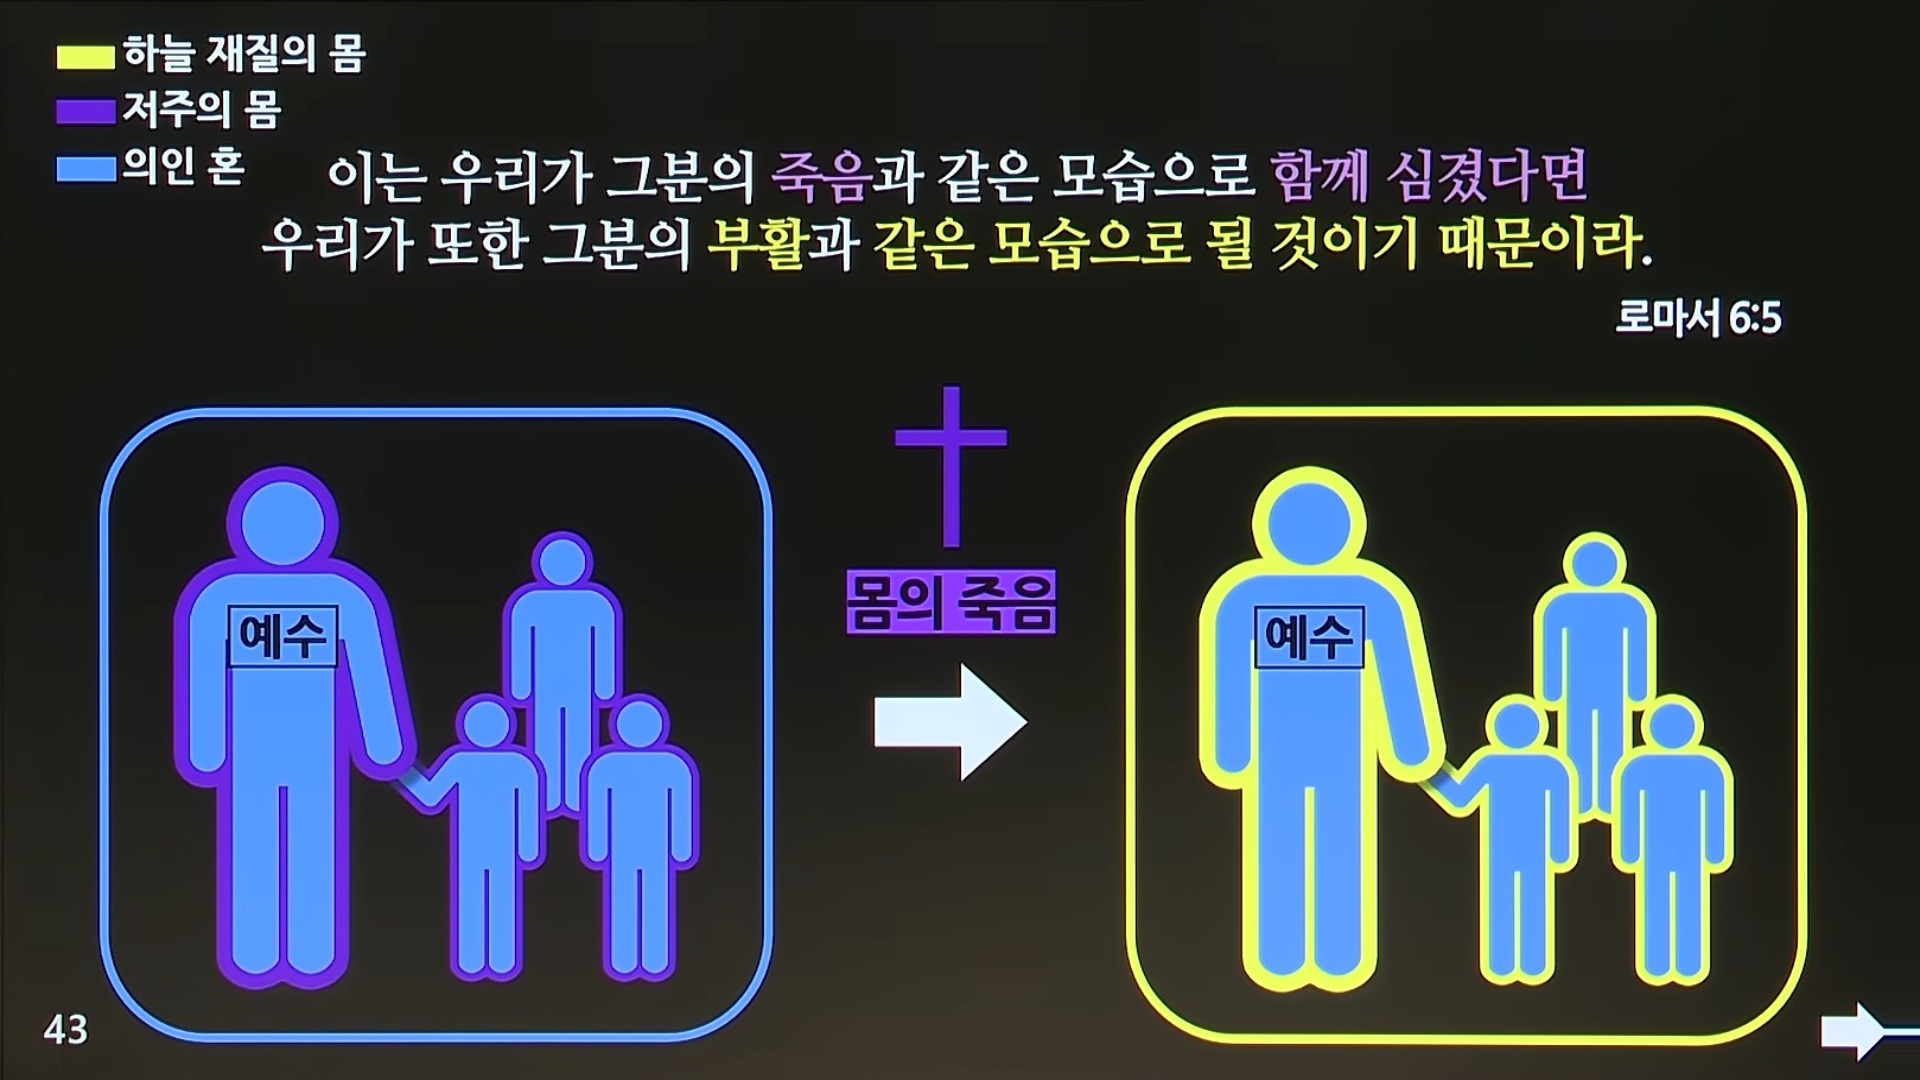 하늘 재질의 몸
저주의 몸
의인 혼
이는 우리가 그분의 죽음과 같은 모습으로 함께 심겼다면
우리가 또한 그분의 부활과 같은 모습으로 될 것이기 때문이라.
로마서 6:5
몸의 죽음
예수
예수
43